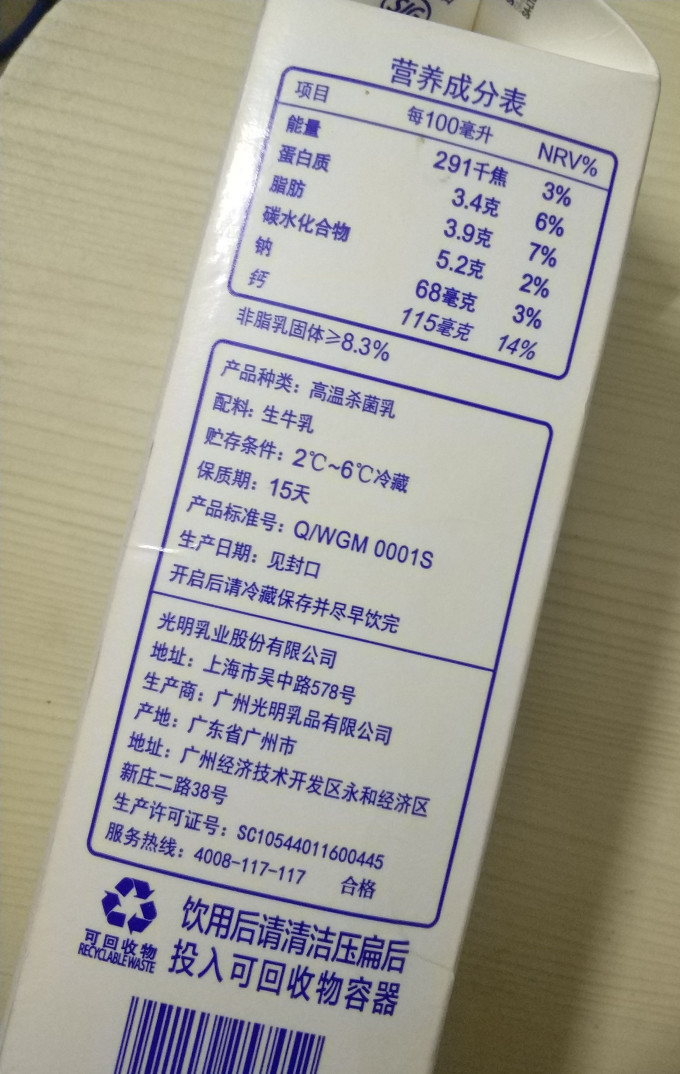 营养成分表
项目 每100毫升 NRV%
能量 291千焦 3%
蛋白质 3.4克 6%
脂肪 3.9克 7%
碳水化合物 5.2克 2%
钠 68毫克 3%
钙 115毫克 14%
非脂乳固体≥8.3%
产品种类：高温杀菌乳
配料：生牛乳
贮存条件：2℃~6℃冷藏
保质期：15天
产品标准号：Q/WGM 0001S
生产日期：见封口
开启后请冷藏保存并尽早饮完
光明乳业股份有限公司
地址：上海市吴中路578号
生产商：广州光明乳品有限公司
产地：广东省广州市
地址：广州经济技术开发区永和经济区
新庄二路38号
生产许可证号：SC10544011600445
服务热线：4008-117-117 合格
可回收物
RECYCLABLE WASTE
饮用后请清洁压扁后
投入可回收物容器